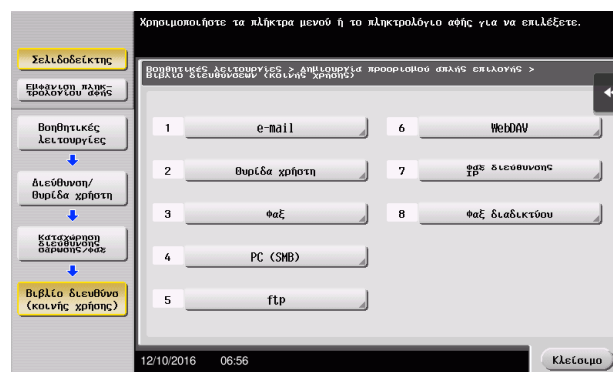 Χρησιμοποιήστε τα πλήκτρα μενού ή το πληκτρολόγιο αφής για να επιλέξετε.
Σελιδοδείκτης
Εμφάνιση πληκ-
τρολογίου αφής
Βοηθητικές
λειτουργίες
Διεύθυνση/
θυρίδα χρήστη
Καταχώρηση
διεύθυνσης
σάρωσης/φαξ
Βιβλίο διευθύνσ
(κοινής χρήσης)
Βοηθητικές λειτουργίες > Δημιουργία προορισμού απλής επιλογής >
Βιβλίο διευθύνσεων (κοινής χρήσης)
1 e-mail
2 θυρίδα χρήστη
3 Φαξ
4 PC (SMB)
5 ftp
6 WebDAV
7 Φαξ διεύθυνσης
IP
8 Φαξ διαδικτύου
12/10/2016 06:56
Κλείσιμο